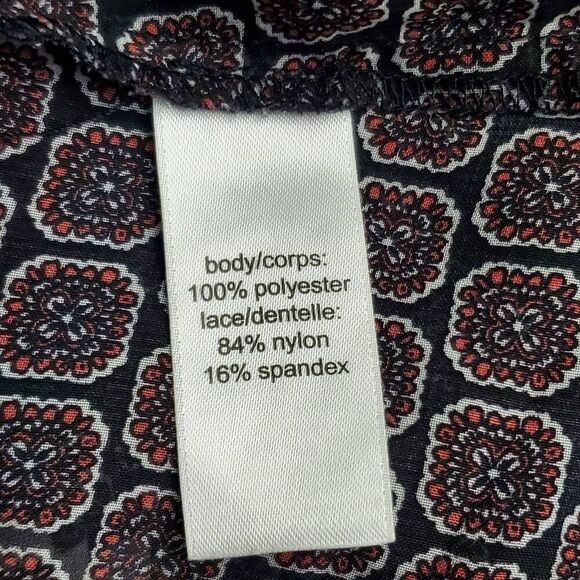 body/corps:
100% polyester
lace/dentelle:
84% nylon
16% spandex